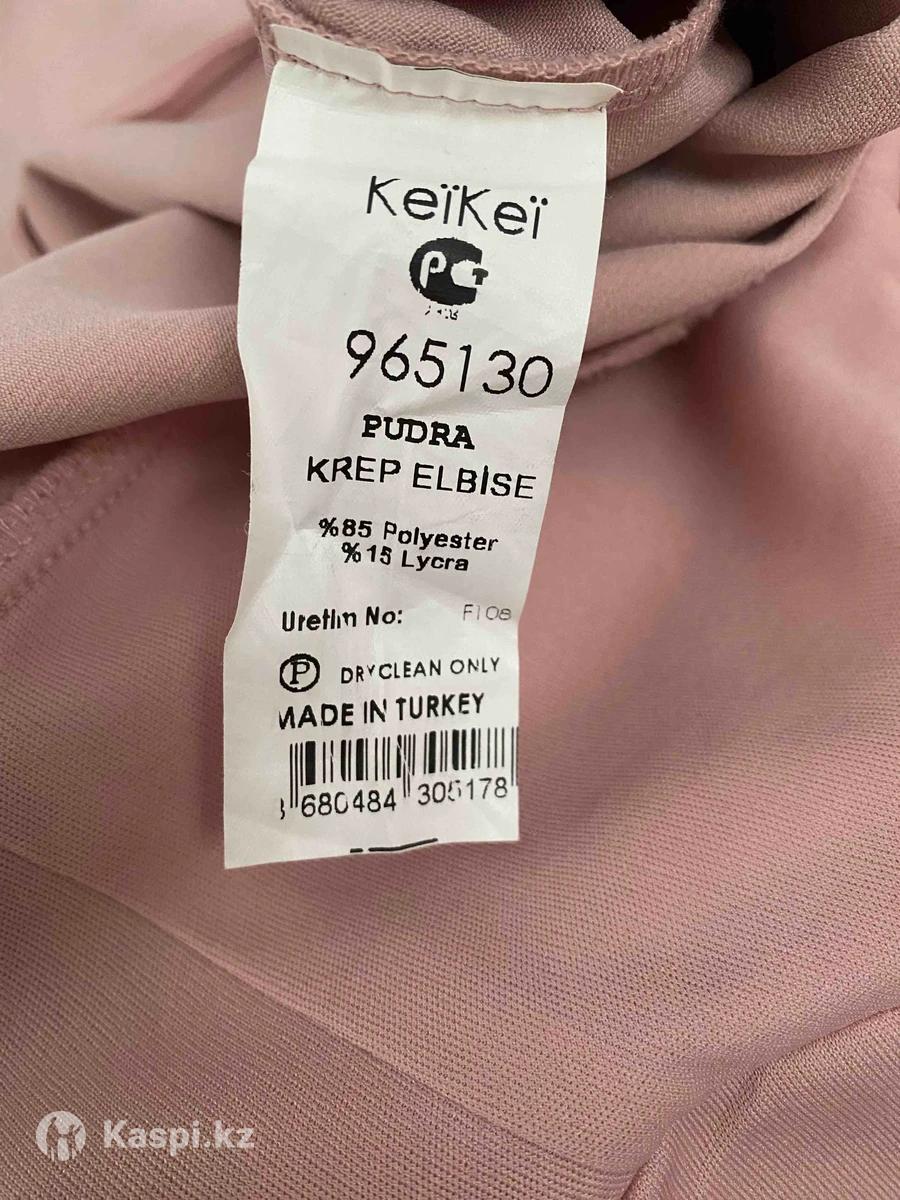 KeïKeï
РСТ
965130
PUDRA
KREP ELBİSE
%85 Polyester
%15 Lycra
Uretim No: F108
P DRYCLEAN ONLY
MADE IN TURKEY
680484 305178
Kaspi.kz